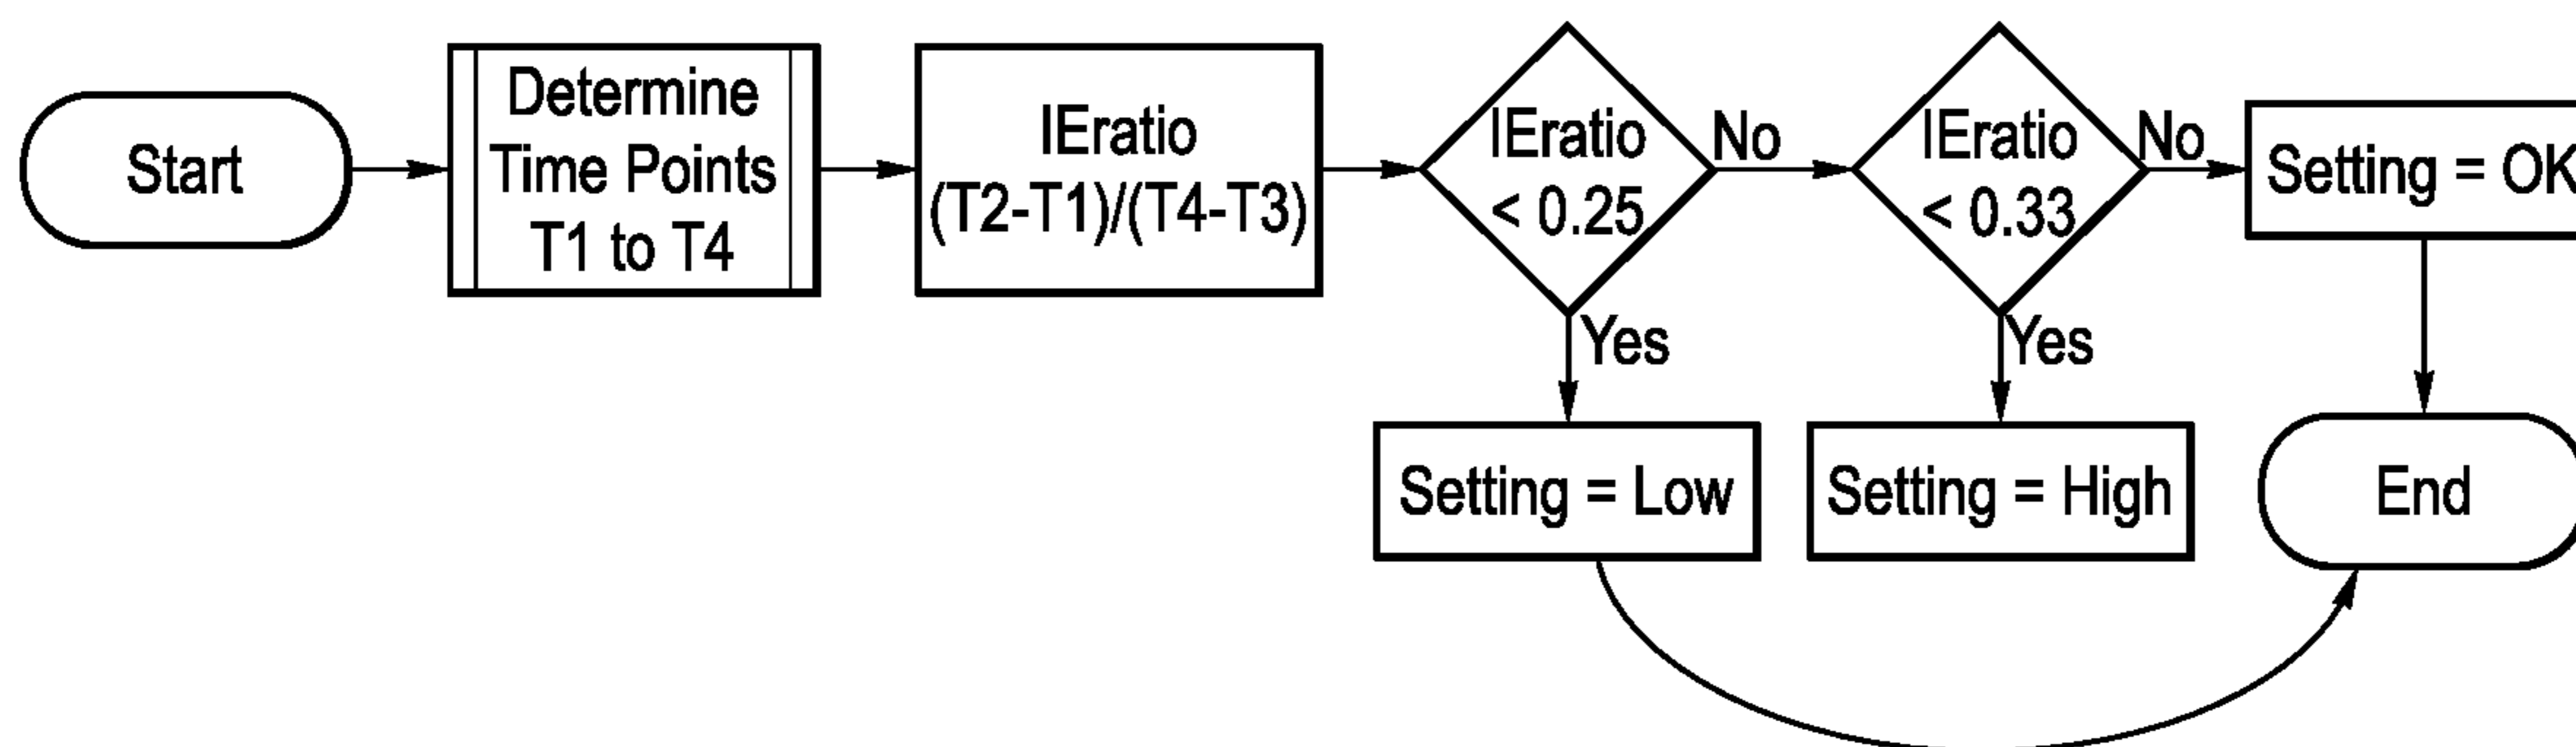 Start
Determine
Time Points
T1 to T4
IEratio
(T2-T1)/(T4-T3)
IEratio
< 0.25
No
Yes
IEratio
< 0.33
No
Yes
Setting = OK
Setting = Low
Setting = High
End